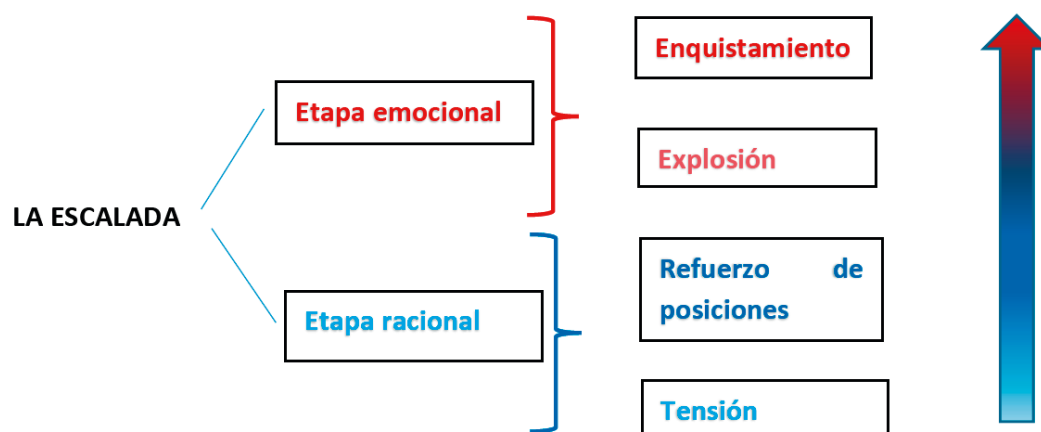 Enquistamiento
Etapa emocional
Explosión
LA ESCALADA
Refuerzo de
posiciones
Etapa racional
Tensión